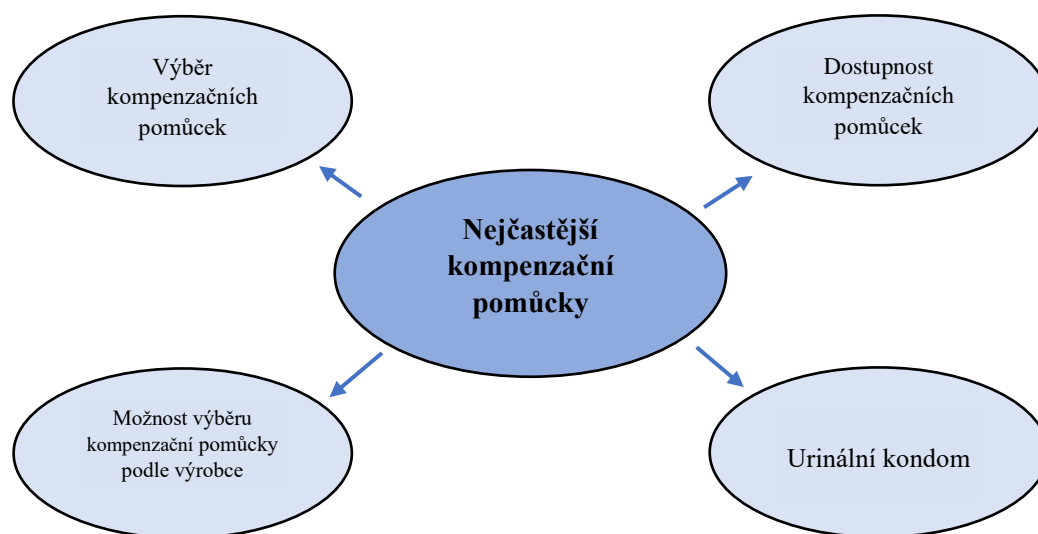 Výběr
kompenzačních
pomůcek
Dostupnost
kompenzačních
pomůcek
Nejčastější
kompenzační
pomůcky
Možnost výběru
kompenzační pomůcky
podle výrobce
Urinální kondom